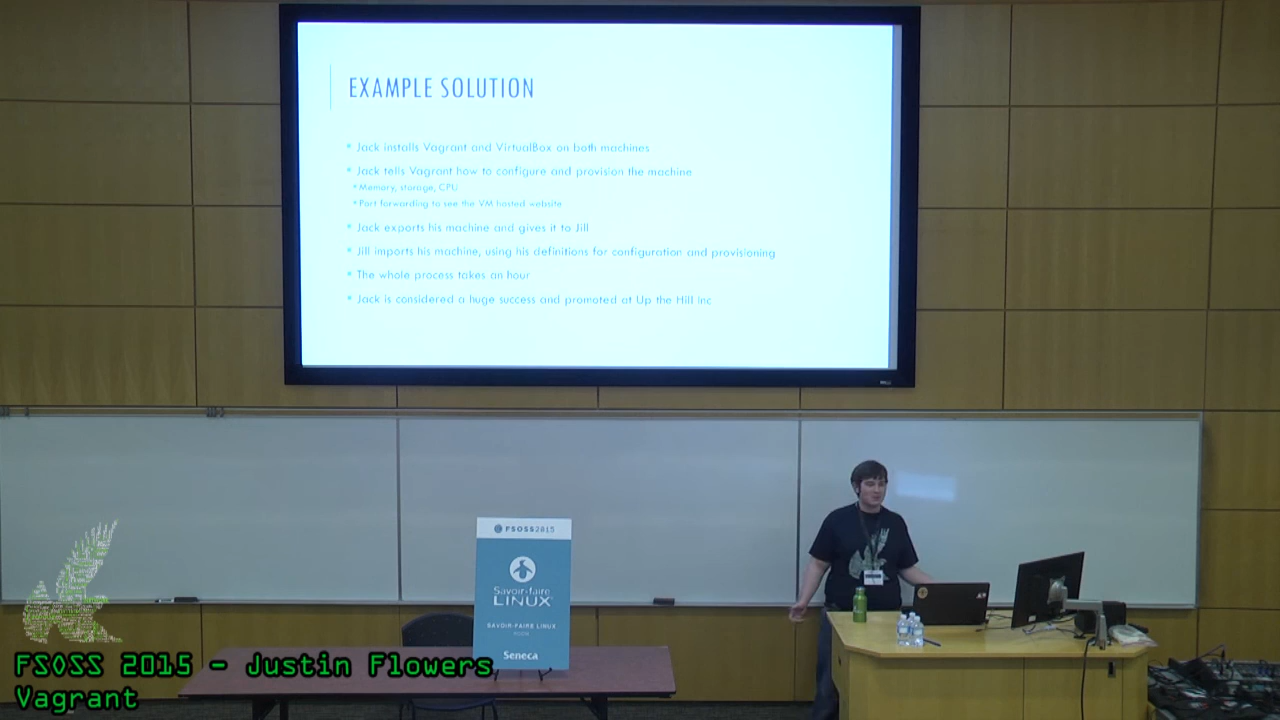 EXAMPLE SOLUTION
Jack installs Vagrant and VirtualBox on both machines
Jack tells Vagrant how to configure and provision the machine
Memory, storage, CPU
Port forwarding to see the VM hosted website
Jack exports his machine and gives it to Jill
Jill imports his machine, using his definitions for configuration and provisioning
The whole process takes an hour
Jack is considered a huge success and promoted at Up the Hill Inc
FSOSS2015
Savoir-faire
LINUX
SAVOIR-FAIRE LINUX
Seneca
FSOSS 2015 - Justin Flowers
Vagrant